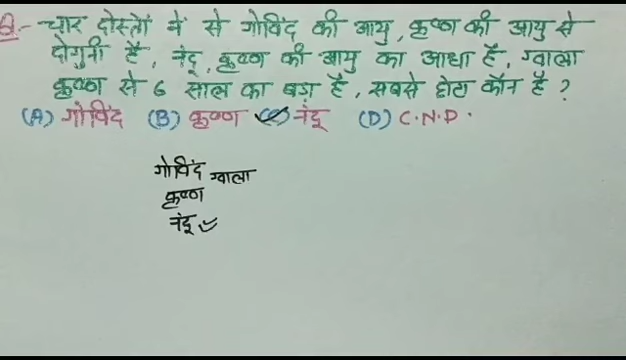 Q.- चार दोस्तों में से गोविंद की आयु, कृष्ण की आयु से
दोगुनी है, नंदू, कृष्ण की आयु का आधा है, ग्वाला
कृष्ण से 6 साल का बड़ा है, सबसे छोटा कौन है ?
(A) गोविंद (B) कृष्ण (C) नंदू (D) C.N.D.
गोविंद ग्वाला
कृष्ण
नंदू